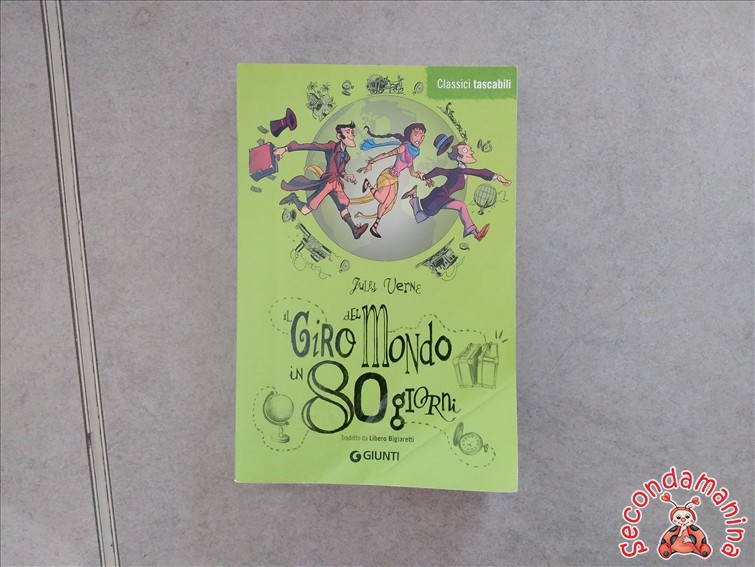 Classici tascabili
Jules Verne
iL GiRO DEL MONDO
in 80 giORni
Tradotto da Libero Bigiaretti
GIUNTI
secondamanina